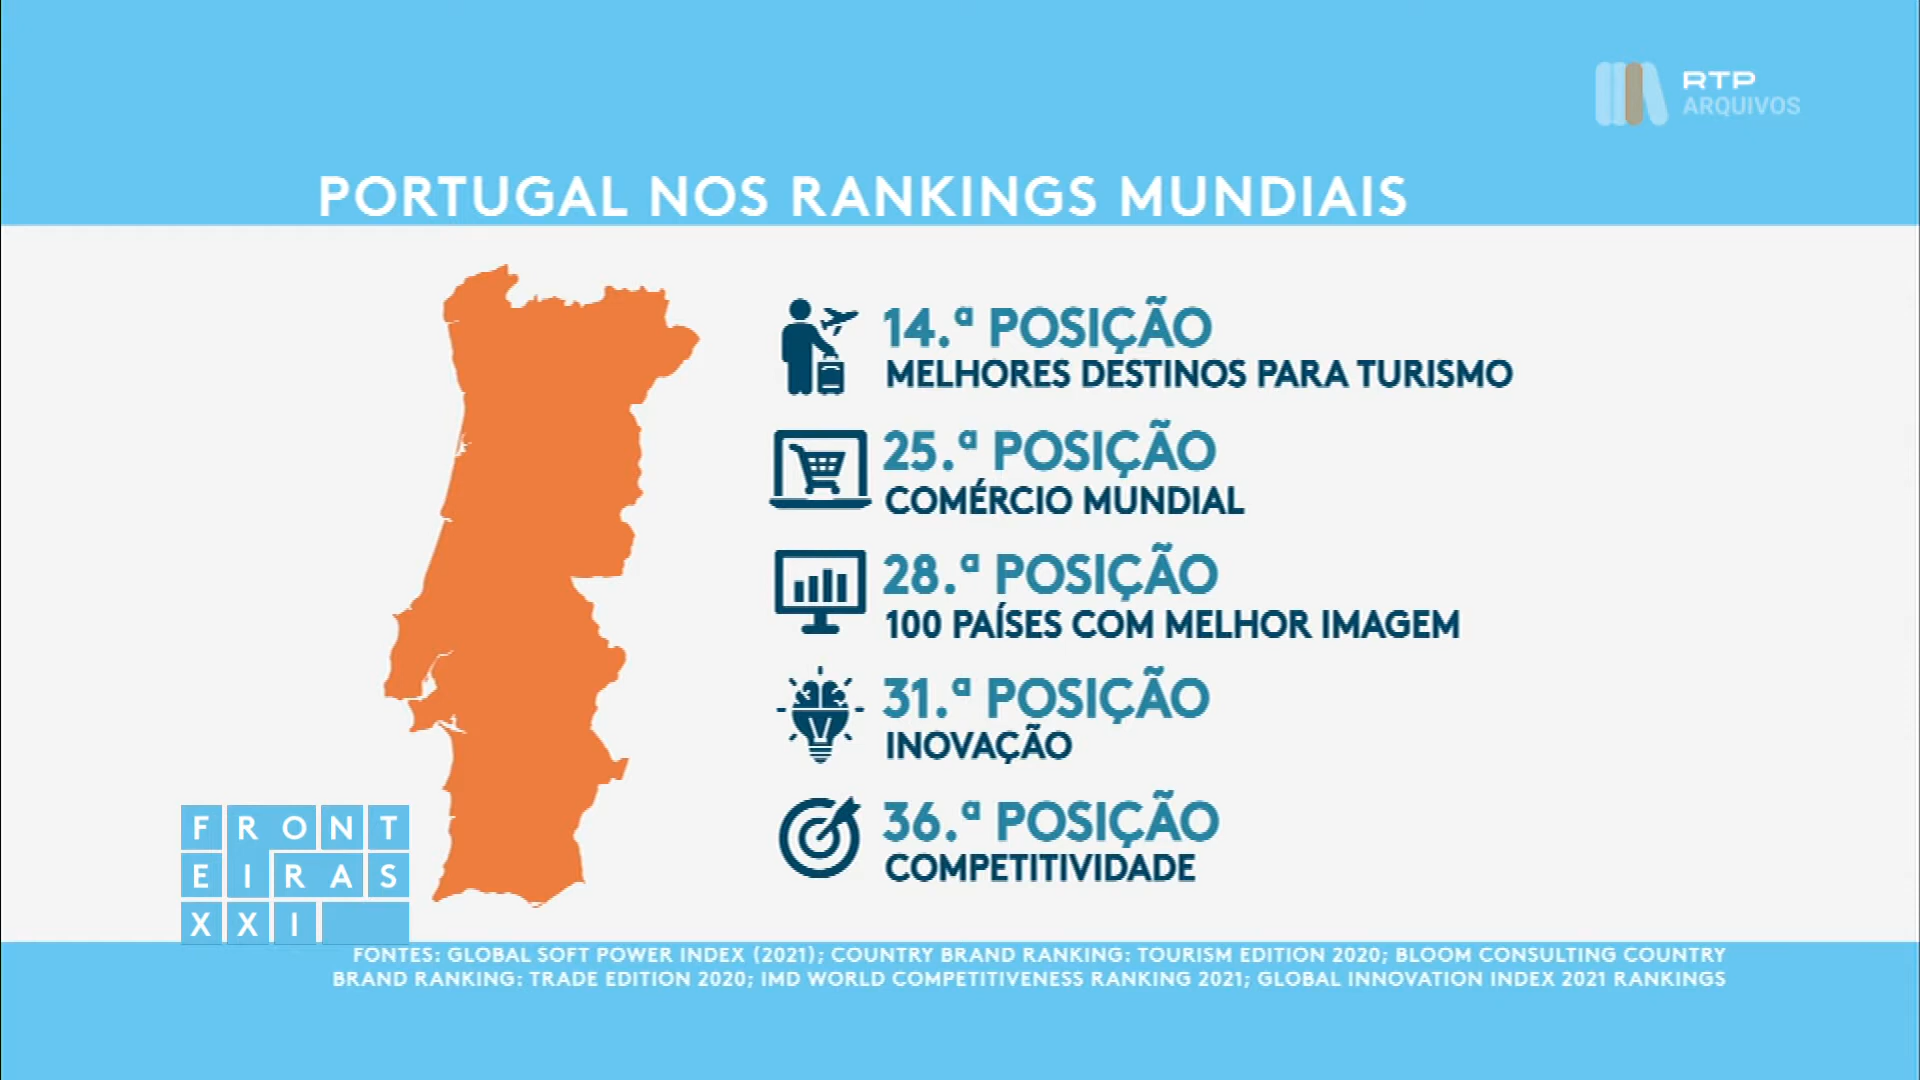 RTP
ARQUIVOS
PORTUGAL NOS RANKINGS MUNDIAIS
14.ª POSIÇÃO
MELHORES DESTINOS PARA TURISMO
25.ª POSIÇÃO
COMÉRCIO MUNDIAL
28.ª POSIÇÃO
100 PAÍSES COM MELHOR IMAGEM
31.ª POSIÇÃO
INOVAÇÃO
36.ª POSIÇÃO
COMPETITIVIDADE
FRONT
EIRAS
XXI
FONTES: GLOBAL SOFT POWER INDEX (2021); COUNTRY BRAND RANKING: TOURISM EDITION 2020; BLOOM CONSULTING COUNTRY
BRAND RANKING: TRADE EDITION 2020; IMD WORLD COMPETITIVENESS RANKING 2021; GLOBAL INNOVATION INDEX 2021 RANKINGS